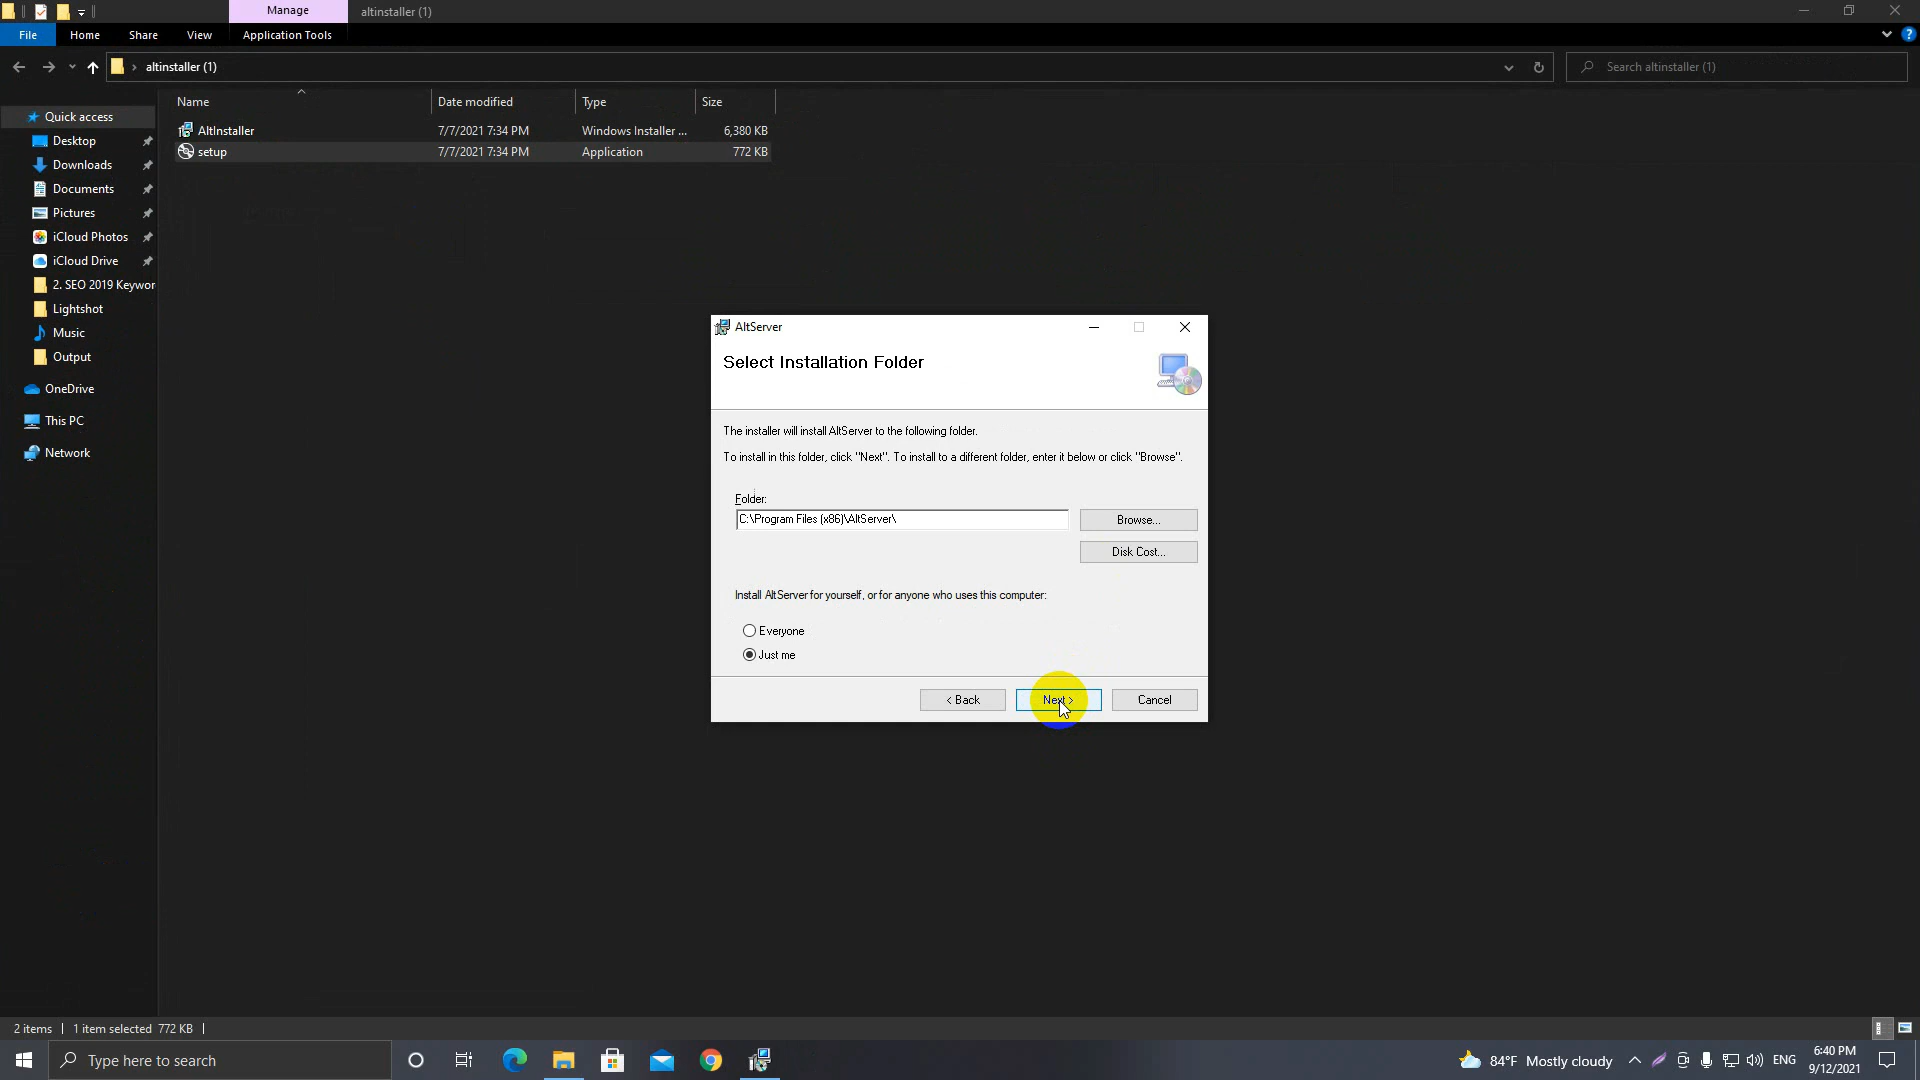 Manage
altinstaller (1)
File
Home
Share
View
Application Tools
altinstaller (1)
Search altinstaller (1)
Name
Date modified
Type
Size
Quick access
Desktop
Downloads
Documents
Pictures
iCloud Photos
iCloud Drive
2. SEO 2019 Keywor
Lightshot
Music
Output
OneDrive
This PC
Network
AltInstaller
7/7/2021 7:34 PM
Windows Installer ...
6,380 KB
setup
7/7/2021 7:34 PM
Application
772 KB
AltServer
Select Installation Folder
The installer will install AltServer to the following folder.
To install in this folder, click "Next". To install to a different folder, enter it below or click "Browse".
Folder:
C:\Program Files (x86)\AltServer\
Browse...
Disk Cost...
Install AltServer for yourself, or for anyone who uses this computer:
Everyone
Just me
< Back
Next >
Cancel
2 items
1 item selected 772 KB
Type here to search
84°F Mostly cloudy
ENG
6:40 PM
9/12/2021